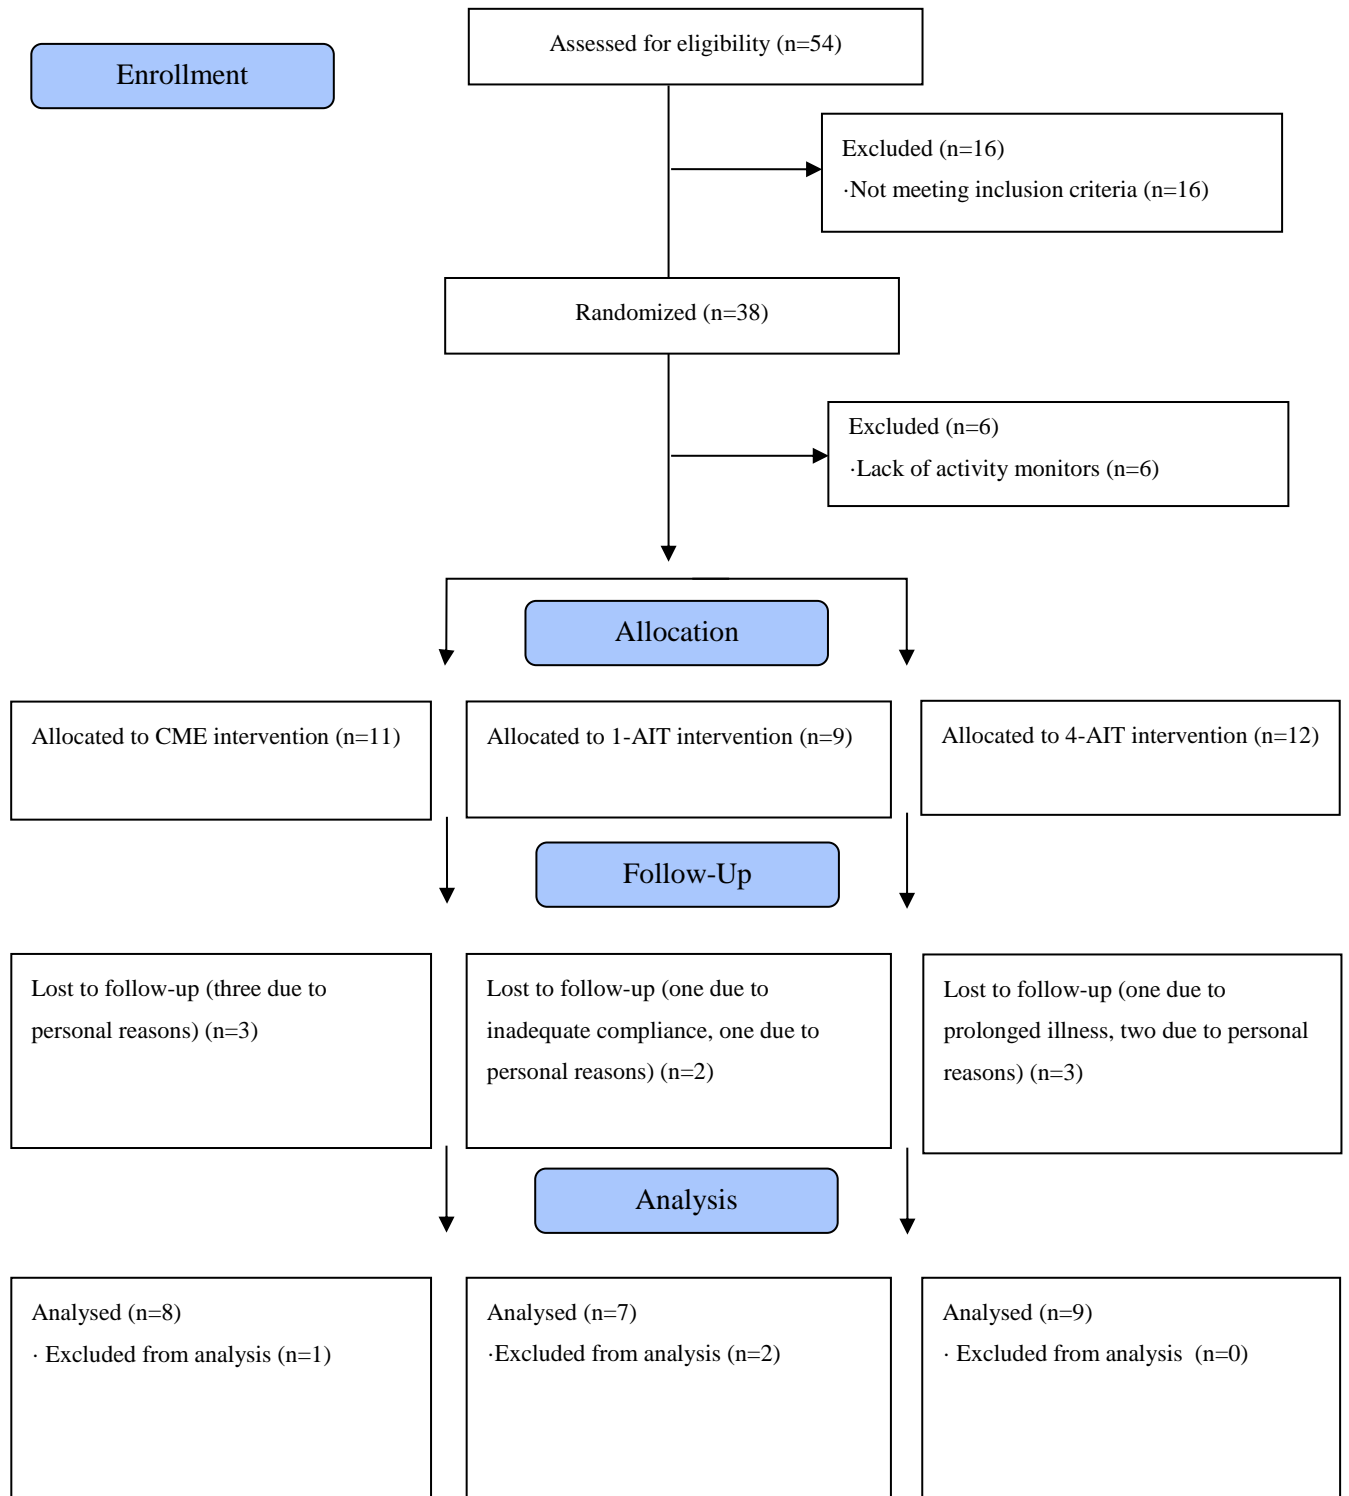 Assessed for eligibility (n=54)
Enrollment
Excluded (n=16)
·Not meeting inclusion criteria (n=16)
Randomized (n=38)
Excluded (n=6)
·Lack of activity monitors (n=6)
Allocation
Allocated to CME intervention (n=11)
Allocated to 1-AIT intervention (n=9)
Allocated to 4-AIT intervention (n=12)
Follow-Up
Lost to follow-up (three due to
personal reasons) (n=3)
Lost to follow-up (one due to
inadequate compliance, one due to
personal reasons) (n=2)
Lost to follow-up (one due to
prolonged illness, two due to personal
reasons) (n=3)
Analysis
Analysed (n=8)
· Excluded from analysis (n=1)
Analysed (n=7)
·Excluded from analysis (n=2)
Analysed (n=9)
· Excluded from analysis  (n=0)